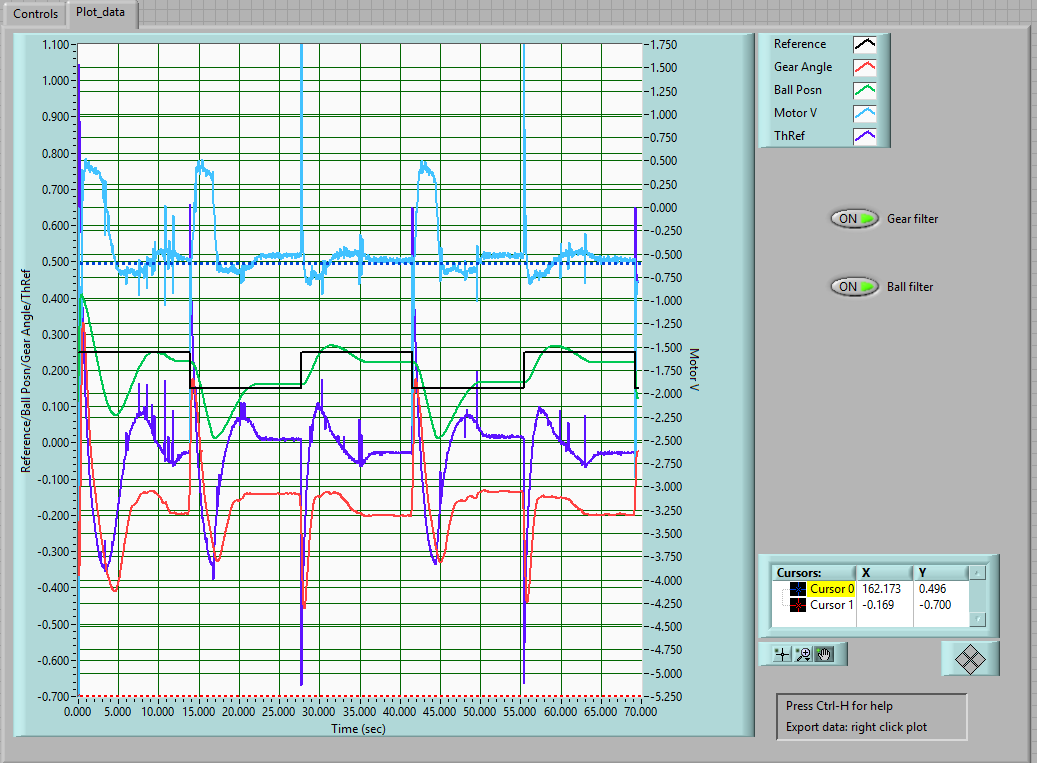 Controls
Plot_data
1.100
1.000
0.900
0.800
0.700
0.600
0.500
0.400
0.300
0.200
0.100
0.000
-0.100
-0.200
-0.300
-0.400
-0.500
-0.600
-0.700
Reference/Ball Posn/Gear Angle/ThRef
1.750
1.500
1.250
1.000
0.750
0.500
0.250
0.000
-0.250
-0.500
-0.750
-1.000
-1.250
-1.500
-1.750
-2.000
-2.250
-2.500
-2.750
-3.000
-3.250
-3.500
-3.750
-4.000
-4.250
-4.500
-4.750
-5.000
-5.250
Motor V
0.000 5.000 10.000 15.000 20.000 25.000 30.000 35.000 40.000 45.000 50.000 55.000 60.000 65.000 70.000
Time (sec)
Reference
Gear Angle
Ball Posn
Motor V
ThRef
ON Gear filter
ON Ball filter
Cursors: X Y
Cursor 0 162.173 0.496
Cursor 1 -0.169 -0.700
Press Ctrl-H for help
Export data: right click plot